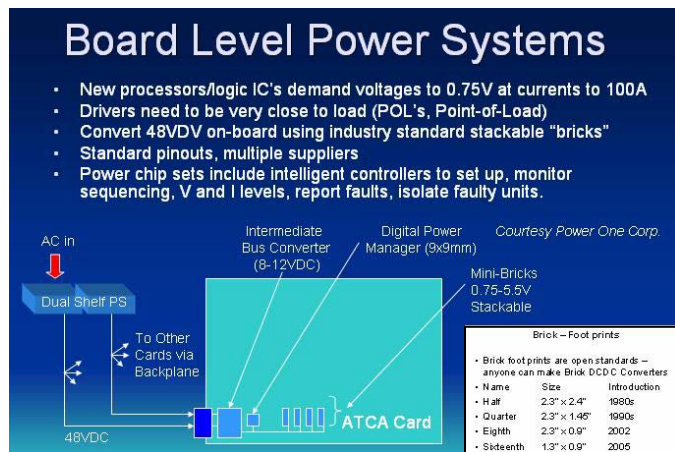 Board Level Power Systems
• New processors/logic IC's demand voltages to 0.75V at currents to 100A
• Drivers need to be very close to load (POL's, Point-of-Load)
• Convert 48VDV on-board using industry standard stackable “bricks”
• Standard pinouts, multiple suppliers
• Power chip sets include intelligent controllers to set up, monitor
sequencing, V and I levels, report faults, isolate faulty units.
AC in
Intermediate
Bus Converter
(8-12VDC)
Digital Power
Manager (9x9mm)
Courtesy Power One Corp.
Mini-Bricks
0.75-5.5V
Stackable
Dual Shelf PS
To Other
Cards via
Backplane
ATCA Card
48VDC
Brick – Foot prints
• Brick foot prints are open standards –
anyone can make Brick DCDC Converters
• Name Size Introduction
• Half 2.3" x 2.4" 1980s
• Quarter 2.3" x 1.45" 1990s
• Eighth 2.3" x 0.9" 2002
• Sixteenth 1.3" x 0.9" 2005